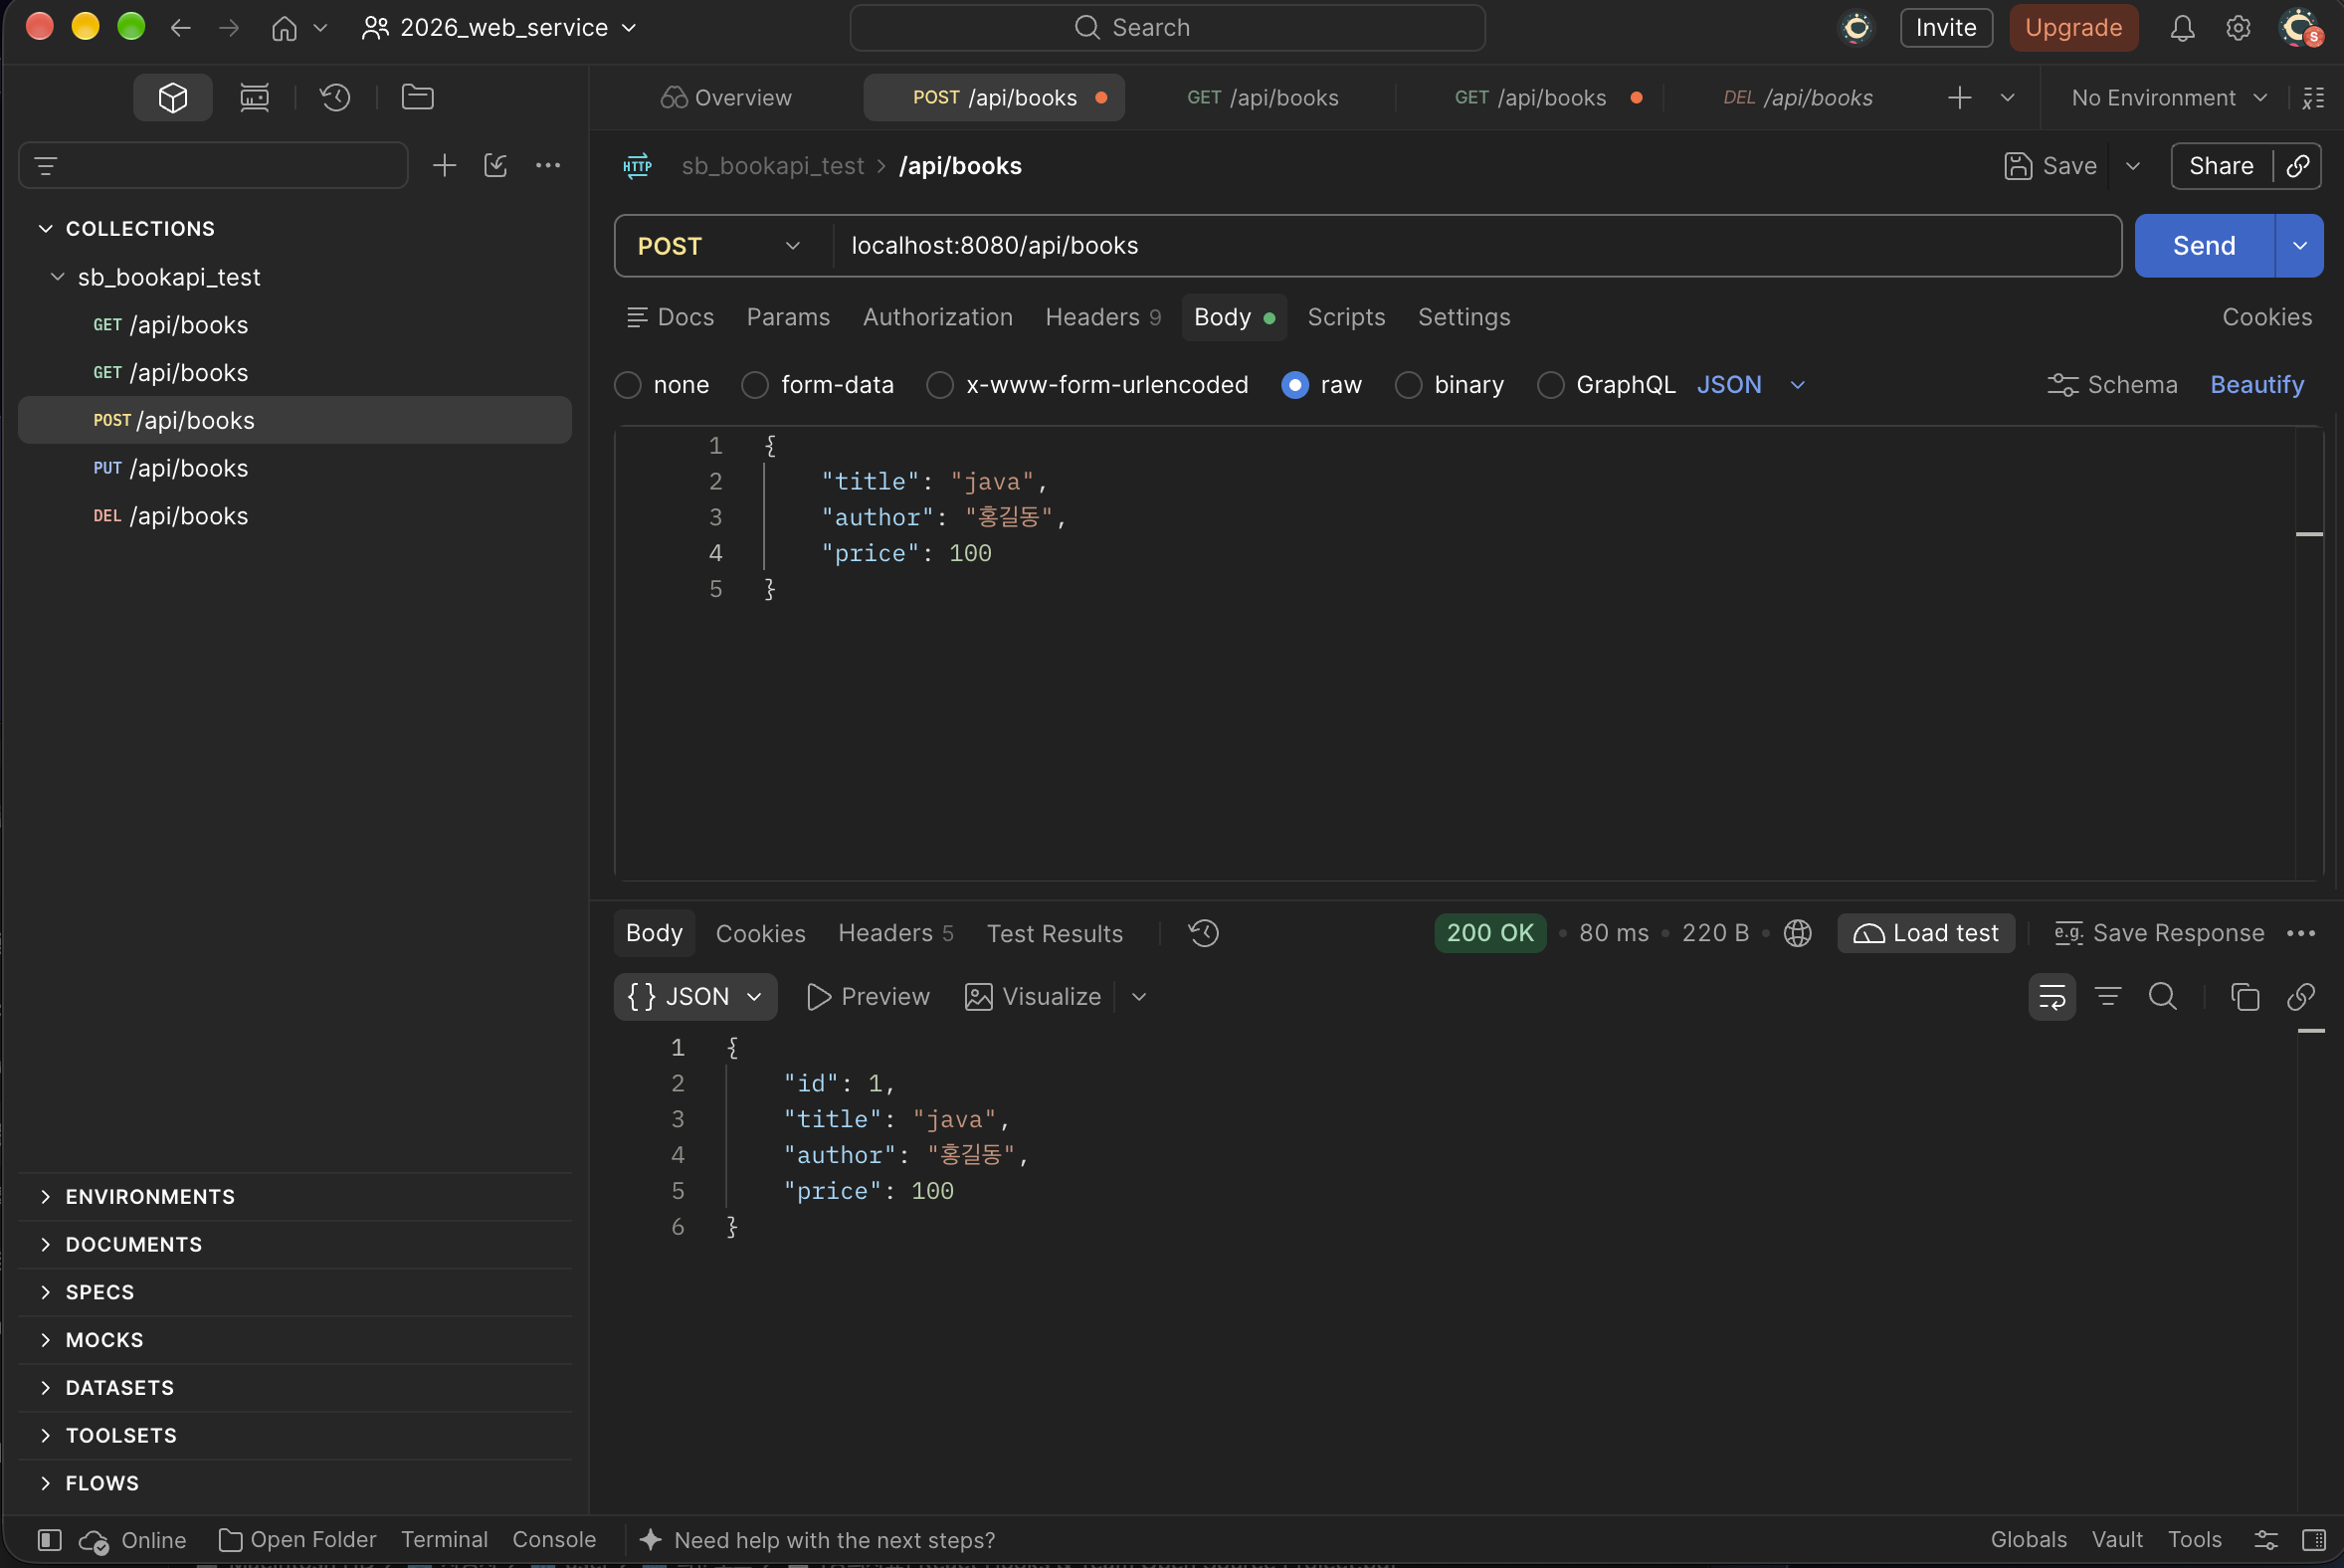 2026_web_service
Search
Invite
Upgrade
S
Overview
POST /api/books
GET /api/books
GET /api/books
DEL /api/books
No Environment
COLLECTIONS
sb_bookapi_test
GET /api/books
GET /api/books
POST /api/books
PUT /api/books
DEL /api/books
ENVIRONMENTS
DOCUMENTS
SPECS
MOCKS
DATASETS
TOOLSETS
FLOWS
HTTP sb_bookapi_test > /api/books
Save
Share
POST localhost:8080/api/books
Send
Docs Params Authorization Headers 9 Body Scripts Settings
Cookies
none form-data x-www-form-urlencoded raw binary GraphQL JSON
Schema Beautify
1 {
2 "title": "java",
3 "author": "홍길동",
4 "price": 100
5 }
Body Cookies Headers 5 Test Results
200 OK • 80 ms • 220 B •
Load test
e.g. Save Response
{} JSON Preview Visualize
1 {
2 "id": 1,
3 "title": "java",
4 "author": "홍길동",
5 "price": 100
6 }
Online Open Folder Terminal Console Need help with the next steps?
Globals Vault Tools